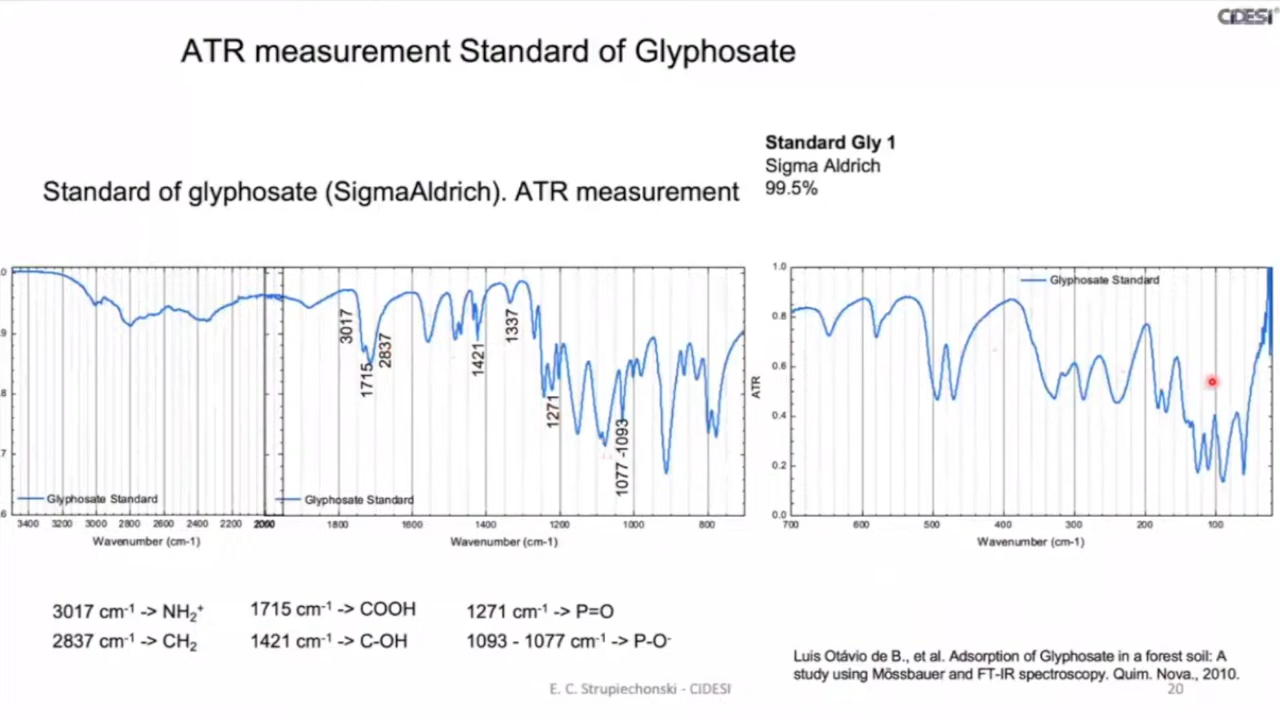 CIDESI
ATR measurement Standard of Glyphosate
Standard Gly 1
Sigma Aldrich
99.5%
Standard of glyphosate (SigmaAldrich). ATR measurement
3017
1715
2837
1421
1337
1271
1077 -1093
Glyphosate Standard
3400 3200 3000 2800 2600 2400 2200
Wavenumber (cm-1)
Glyphosate Standard
1800 1600 1400 1200 1000 800
Wavenumber (cm-1)
Glyphosate Standard
1.0
0.8
0.6
0.4
0.2
0.0
ATR
700 600 500 400 300 200 100
Wavenumber (cm-1)
3017 cm⁻¹ -> NH₂⁺
2837 cm⁻¹ -> CH₂
1715 cm⁻¹ -> COOH
1421 cm⁻¹ -> C-OH
1271 cm⁻¹ -> P=O
1093 - 1077 cm⁻¹ -> P-O⁻
Luis Otávio de B., et al. Adsorption of Glyphosate in a forest soil: A
study using Mössbauer and FT-IR spectroscopy. Quim. Nova., 2010.
E. C. Strupiechonski - CIDESI
20